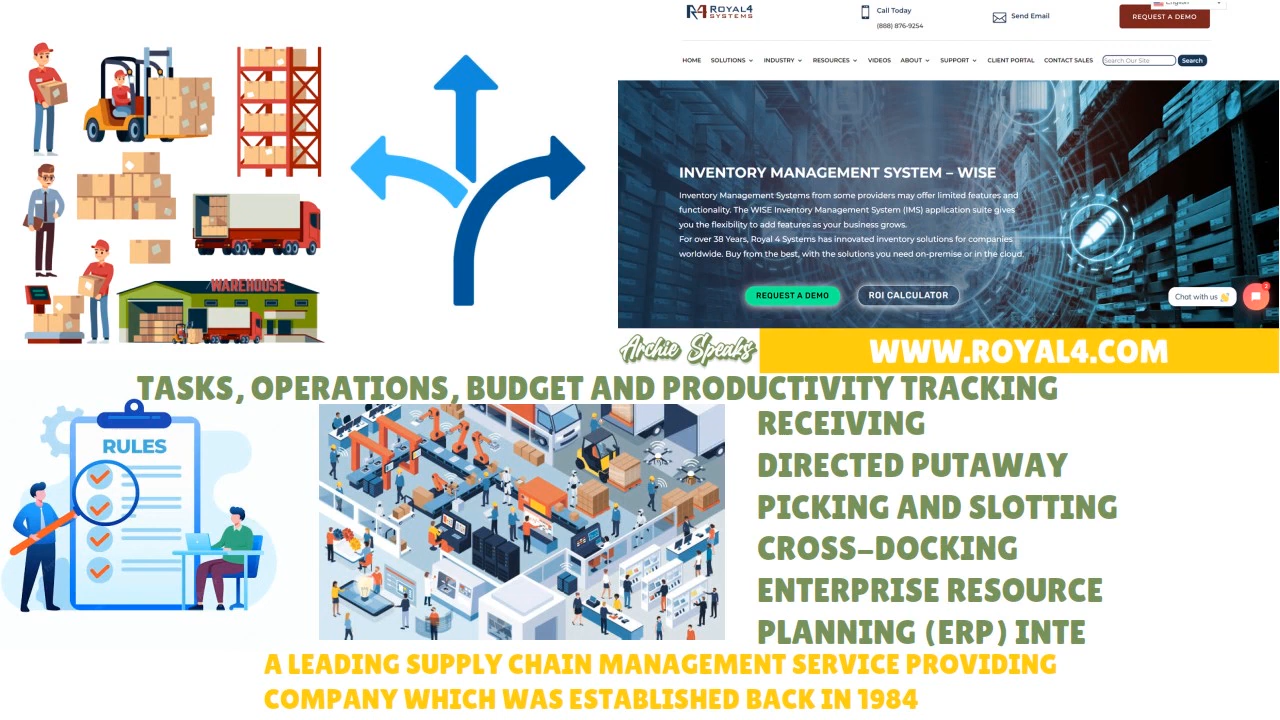 ROYAL4
SYSTEMS
Call Today
(888) 876-9254
Send Email
English
REQUEST A DEMO
HOME SOLUTIONS INDUSTRY RESOURCES VIDEOS ABOUT SUPPORT CLIENT PORTAL CONTACT SALES Search Our Site Search
INVENTORY MANAGEMENT SYSTEM – WISE
Inventory Management Systems from some providers may offer limited features and
functionality. The WISE Inventory Management System (IMS) application suite gives
you the flexibility to add features as your business grows.
For over 38 Years, Royal 4 Systems has innovated inventory solutions for companies
worldwide. Buy from the best, with the solutions you need on-premise or in the cloud.
REQUEST A DEMO ROI CALCULATOR
Chat with us
2
WAREHOUSE
Archie Speaks
WWW.ROYAL4.COM
TASKS, OPERATIONS, BUDGET AND PRODUCTIVITY TRACKING
RULES
RECEIVING
DIRECTED PUTAWAY
PICKING AND SLOTTING
CROSS-DOCKING
ENTERPRISE RESOURCE
PLANNING (ERP) INTE
A LEADING SUPPLY CHAIN MANAGEMENT SERVICE PROVIDING
COMPANY WHICH WAS ESTABLISHED BACK IN 1984